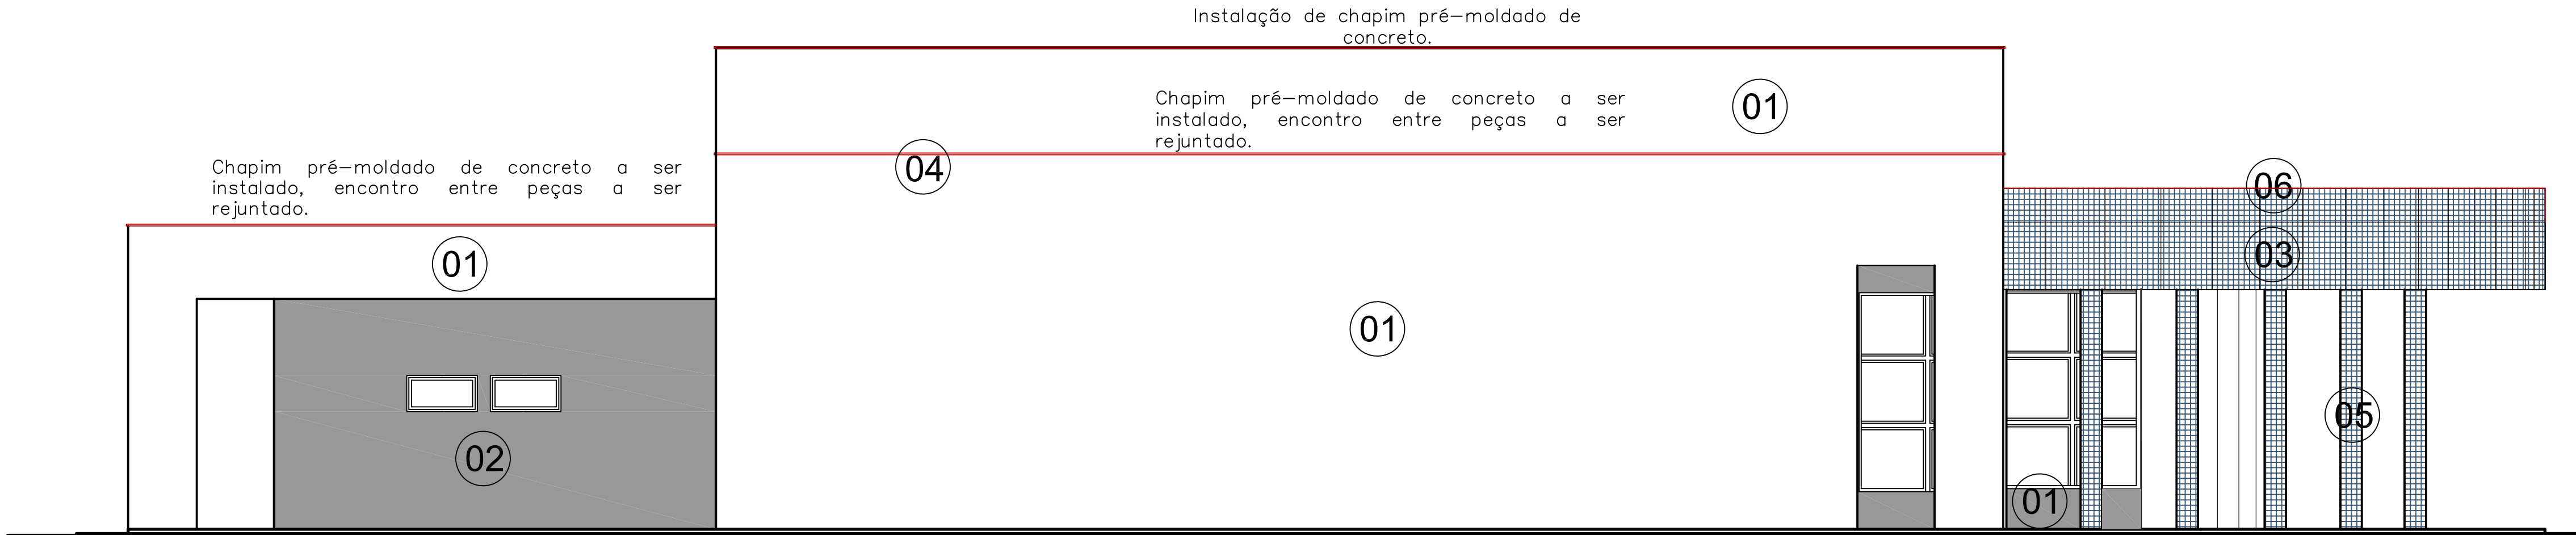 Instalação de chapim pré-moldado de
concreto.
Chapim pré-moldado de concreto a ser
instalado, encontro entre peças a ser
rejuntado.
01
04
Chapim pré-moldado de concreto a ser
instalado, encontro entre peças a ser
rejuntado.
06
03
01
01
05
02
01